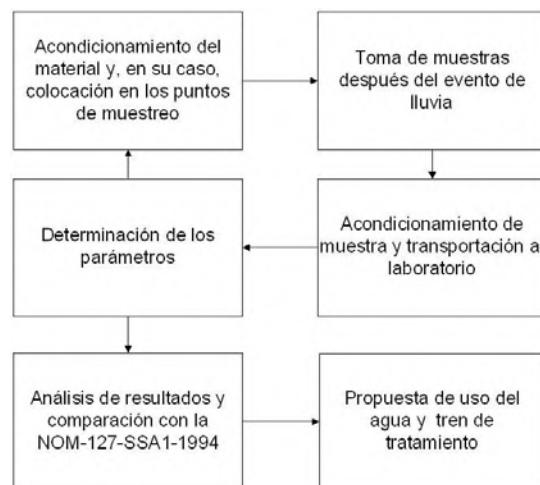 Acondicionamiento del
material y, en su caso,
colocación en los puntos
de muestreo
Toma de muestras
después del evento de
lluvia
Determinación de los
parámetros
Acondicionamiento de
muestra y transportación a
laboratorio
Análisis de resultados y
comparación con la
NOM-127-SSA1-1994
Propuesta de uso del
agua y tren de
tratamiento